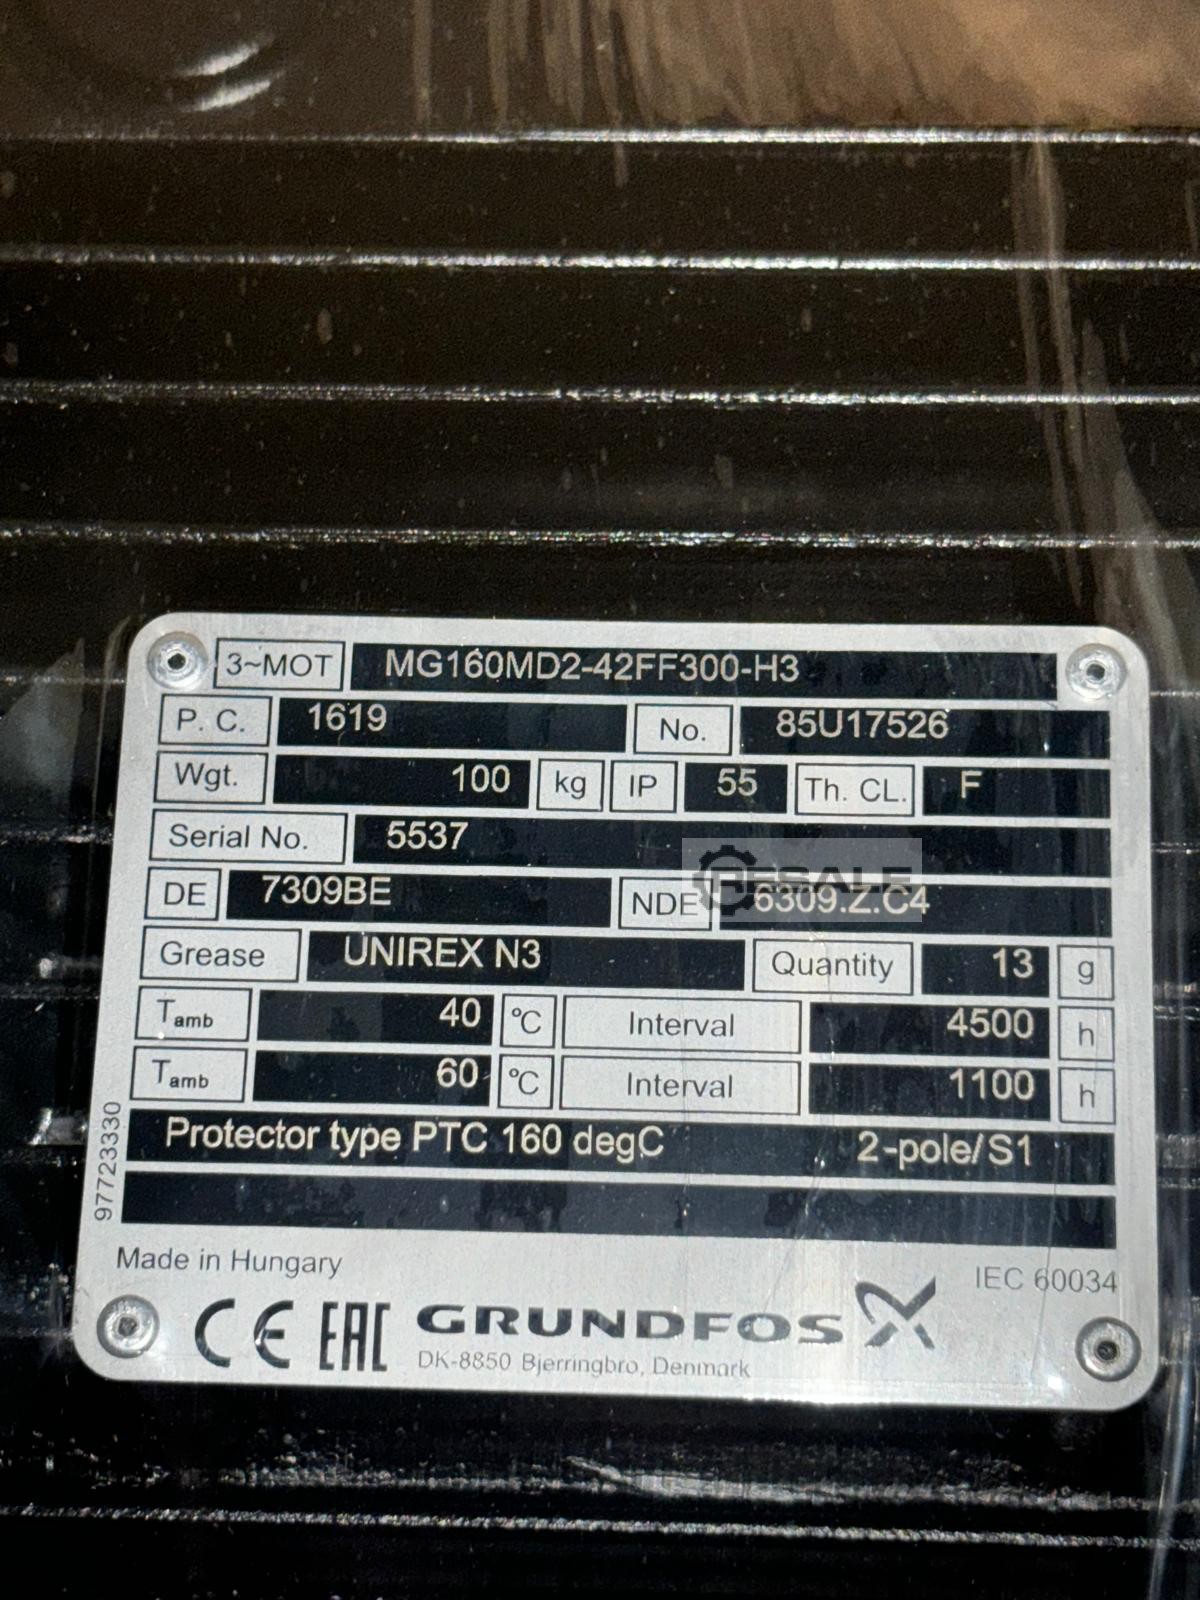 3~MOT MG160MD2-42FF300-H3
P. C. 1619 No. 85U17526
Wgt. 100 kg IP 55 Th. CL. F
Serial No. 5537
RESALE
DE 7309BE NDE 6309.Z.C4
Grease UNIREX N3 Quantity 13 g
Tamb 40 °C Interval 4500 h
Tamb 60 °C Interval 1100 h
Protector type PTC 160 degC 2-pole/S1
97723330
Made in Hungary IEC 60034
CE EAC GRUNDFOS
DK-8850 Bjerringbro, Denmark